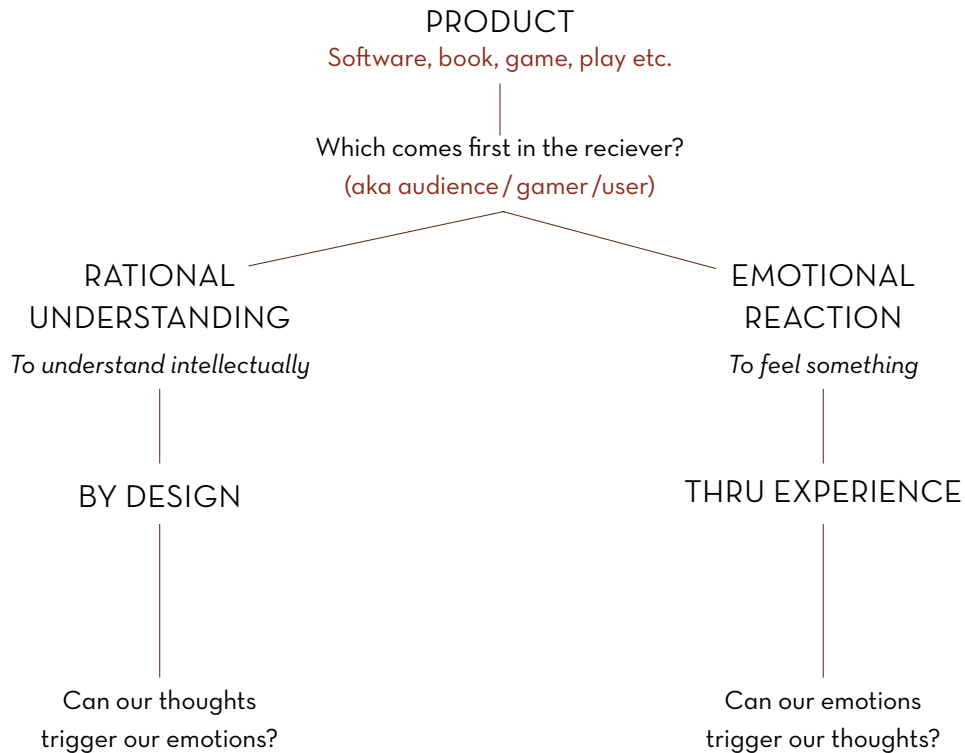 PRODUCT
Software, book, game, play etc.
Which comes first in the reciever?
(aka audience / gamer /user)
RATIONAL
UNDERSTANDING
To understand intellectually
BY DESIGN
Can our thoughts
trigger our emotions?
EMOTIONAL
REACTION
To feel something
THRU EXPERIENCE
Can our emotions
trigger our thoughts?